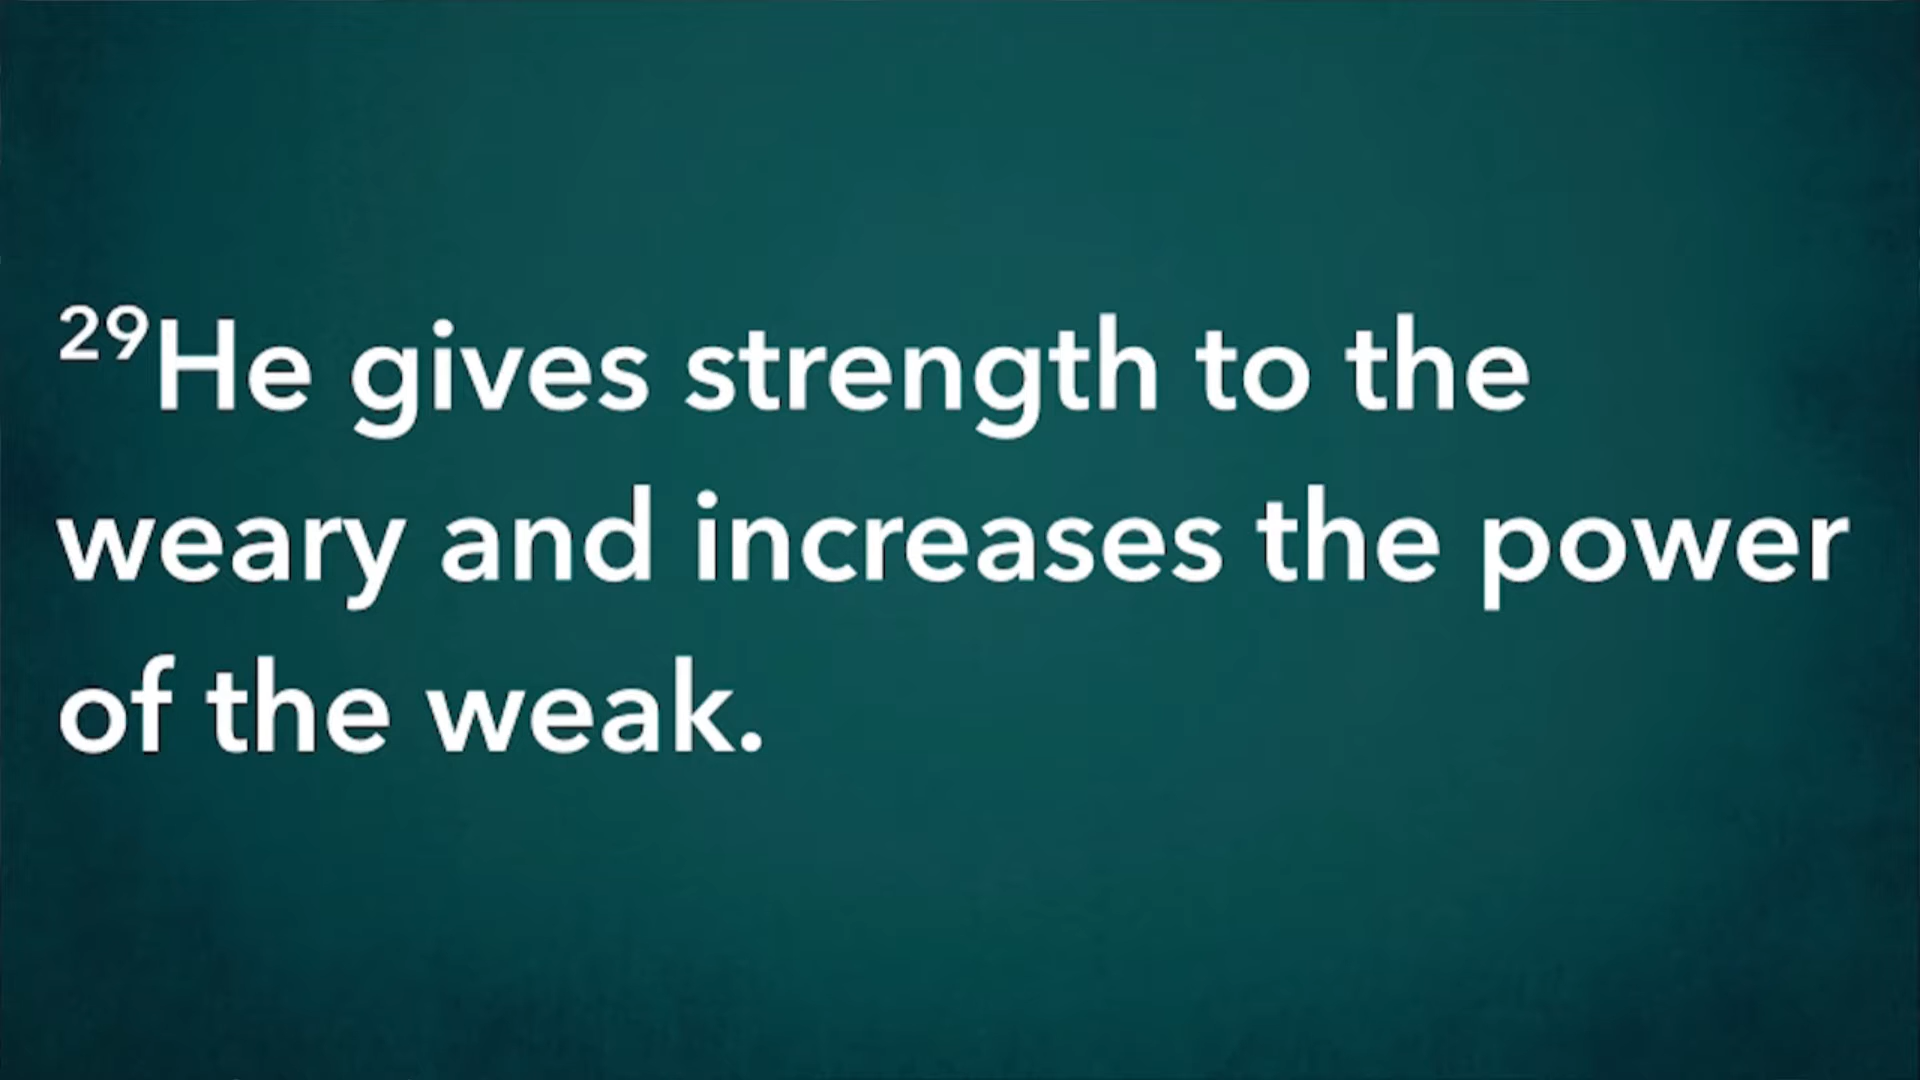 29He gives strength to the
weary and increases the power
of the weak.